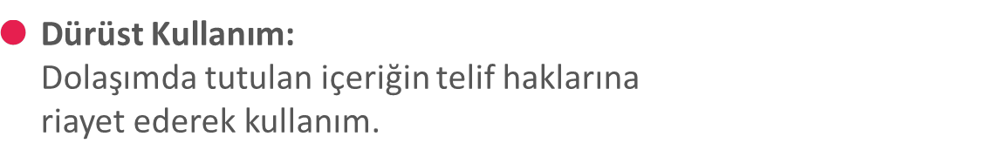 Dürüst Kullanım:
Dolaşımda tutulan içeriğin telif haklarına
riayet ederek kullanım.